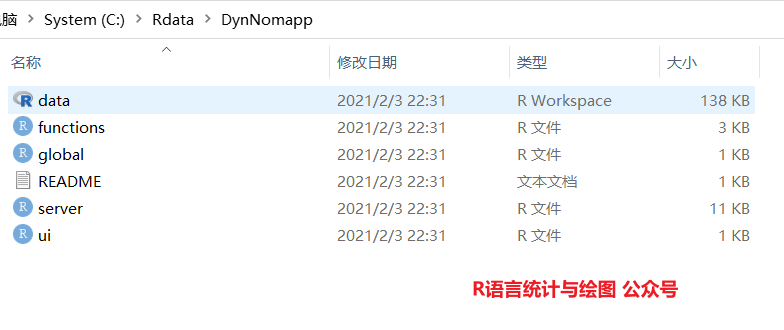 脑 > System (C:) > Rdata > DynNomapp
名称 修改日期 类型 大小
data 2021/2/3 22:31 R Workspace 138 KB
functions 2021/2/3 22:31 R 文件 3 KB
global 2021/2/3 22:31 R 文件 1 KB
README 2021/2/3 22:31 文本文档 1 KB
server 2021/2/3 22:31 R 文件 11 KB
ui 2021/2/3 22:31 R 文件 1 KB
R语言统计与绘图 公众号